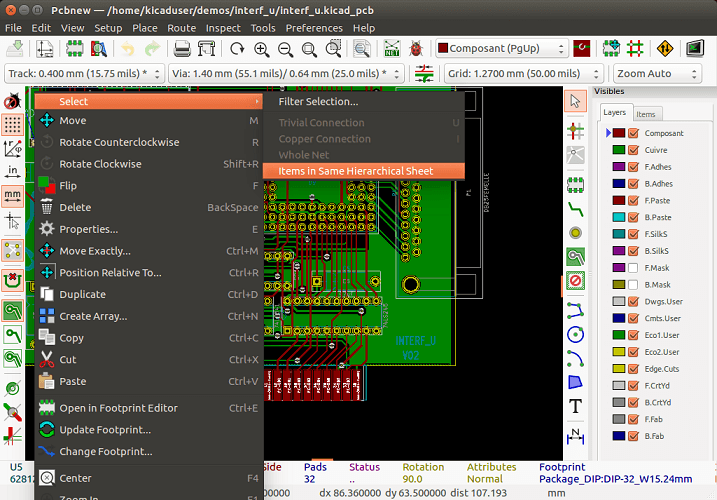 Pcbnew — /home/kicaduser/demos/interf_u/interf_u.kicad_pcb
File Edit View Setup Place Route Inspect Tools Preferences Help
Composant (PgUp)
Track: 0.400 mm (15.75 mils) * Via: 1.40 mm (55.1 mils)/ 0.64 mm (25.0 mils) * Grid: 1.2700 mm (50.00 mils) Zoom Auto
Visibles
Layers Items
Select
Move M
Rotate Counterclockwise R
Rotate Clockwise Shift+R
Flip F
Delete BackSpace
Properties... E
Move Exactly... Ctrl+M
Position Relative To... Ctrl+R
Duplicate Ctrl+D
Create Array... Ctrl+N
Copy Ctrl+C
Cut Ctrl+X
Paste Ctrl+V
Open in Footprint Editor Ctrl+E
Update Footprint...
Change Footprint...
Center F4
Zoom In
Filter Selection...
Trivial Connection U
Copper Connection I
Whole Net
Items in Same Hierarchical Sheet
in
mm
P1
DB25FEMELLE
74LS245
INTERF_U
V02
T
N
Composant
Cuivre
F.Adhes
B.Adhes
F.Paste
B.Paste
F.SilkS
B.SilkS
F.Mask
B.Mask
Dwgs.User
Cmts.User
Eco1.User
Eco2.User
Edge.Cuts
F.CrtYd
B.CrtYd
F.Fab
B.Fab
U5
Side Pads Status Rotation Attributes Footprint
32 .. 90.0 Normal Package_DIP:DIP-32_W15.24mm
dx 86.360000 dy 63.500000 dist 107.193 mm